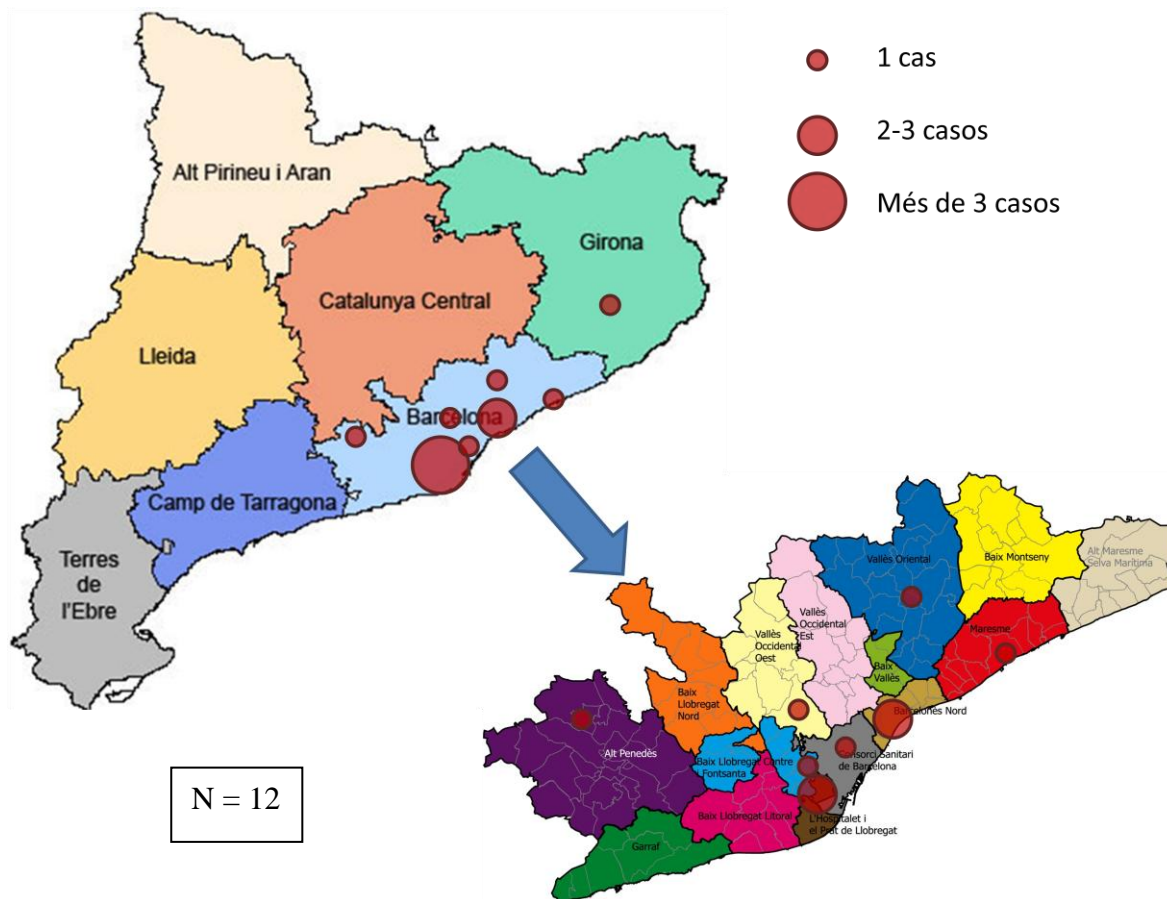 1 cas
2-3 casos
Més de 3 casos
Alt Pirineu i Aran
Girona
Catalunya Central
Lleida
Barcelona
Camp de Tarragona
Terres
de
l'Ebre
N = 12
Vallès Oriental
Baix Montseny
Alt Maresme
Selva Marítima
Vallès
Occidental
Est
Vallès
Occidental
Oest
Maresme
Baix
Vallès
Baix
Llobregat
Nord
Barcelonès Nord
Alt Penedès
Baix Llobregat Centre
Fontsanta
Consorci Sanitari
de Barcelona
Baix Llobregat Litoral
L'Hospitalet i
el Prat de Llobregat
Garraf